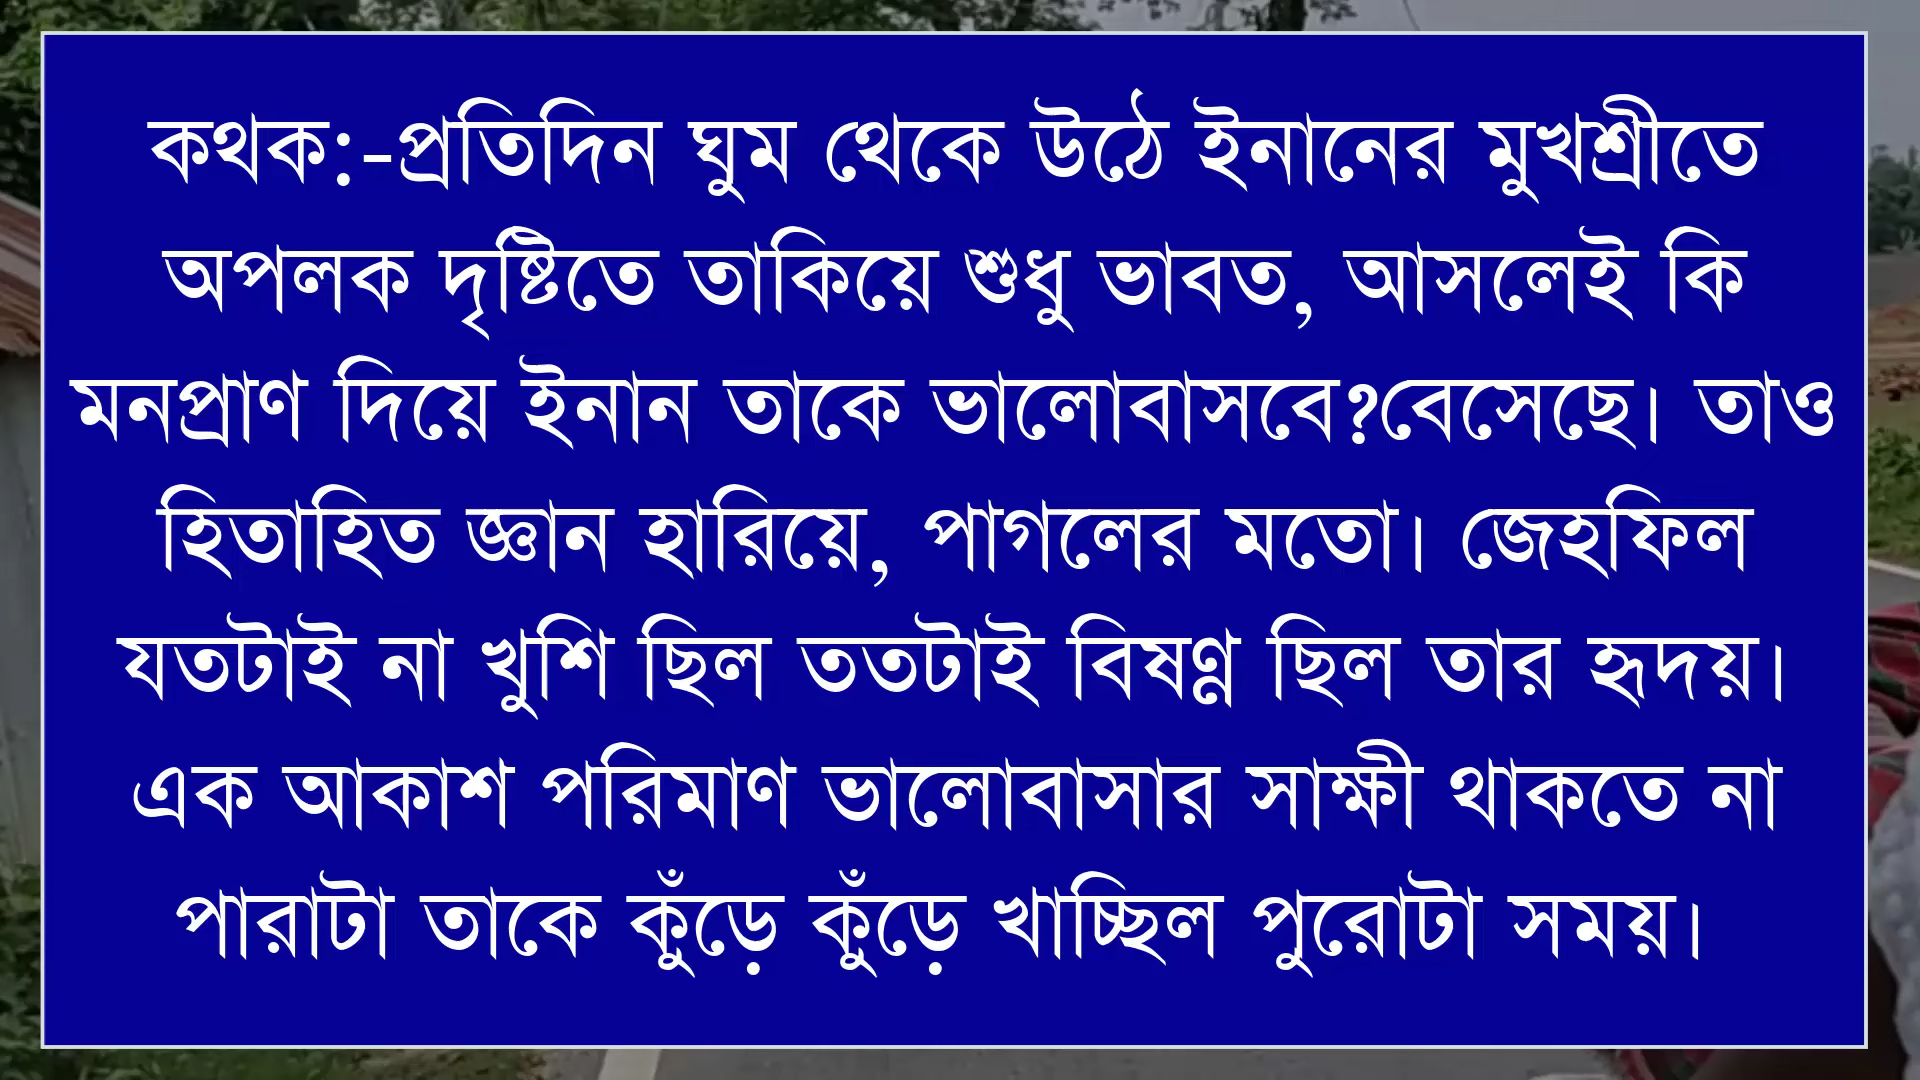 কথক:-প্রতিদিন ঘুম থেকে উঠে ইনানের মুখশ্রীতে
অপলক দৃষ্টিতে তাকিয়ে শুধু ভাবত, আসলেই কি
মনপ্রাণ দিয়ে ইনান তাকে ভালোবাসবে?বেসেছে। তাও
হিতাহিত জ্ঞান হারিয়ে, পাগলের মতো। জেহফিল
যতটাই না খুশি ছিল ততটাই বিষণ্ণ ছিল তার হৃদয়।
এক আকাশ পরিমাণ ভালোবাসার সাক্ষী থাকতে না
পারাটা তাকে কুঁড়ে কুঁড়ে খাচ্ছিল পুরোটা সময়।